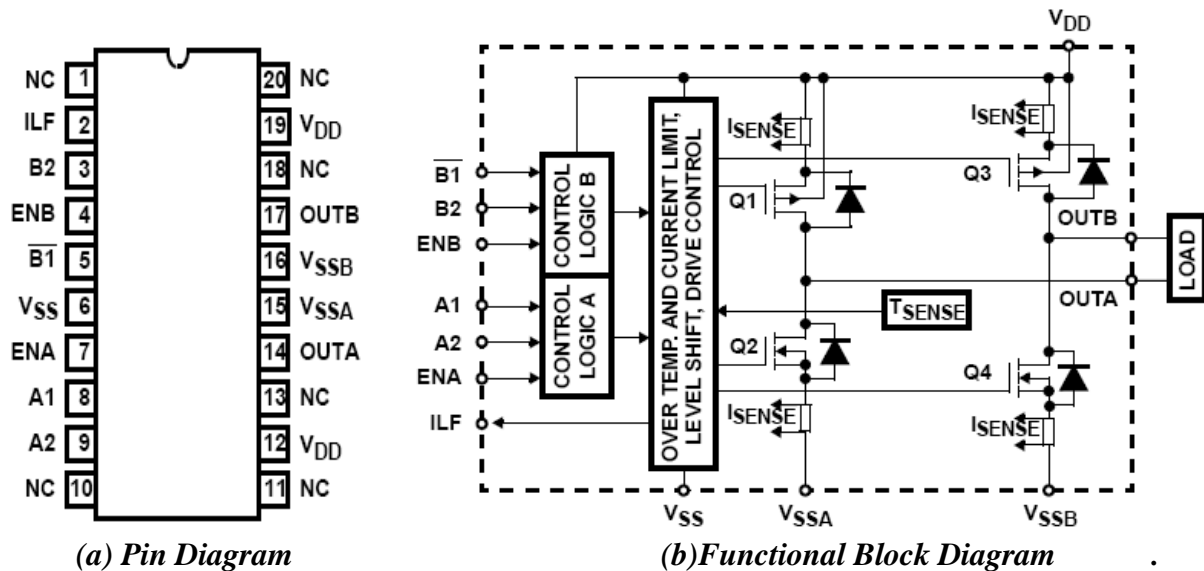 NC 1
20 NC
ILF 2
19 VDD
B2 3
18 NC
ENB 4
17 OUTB
B1 5
16 VSSB
VSS 6
15 VSSA
ENA 7
14 OUTA
A1 8
13 NC
A2 9
12 VDD
NC 10
11 NC
(a) Pin Diagram
VDD
ISENSE
ISENSE
B1
B2
ENB
A1
A2
ENA
ILF
CONTROL
LOGIC B
CONTROL
LOGIC A
OVER TEMP. AND CURRENT LIMIT,
LEVEL SHIFT, DRIVE CONTROL
Q1
Q3
OUTB
OUTA
LOAD
TSENSE
Q2
Q4
ISENSE
ISENSE
VSS
VSSA
VSSB
(b)Functional Block Diagram .